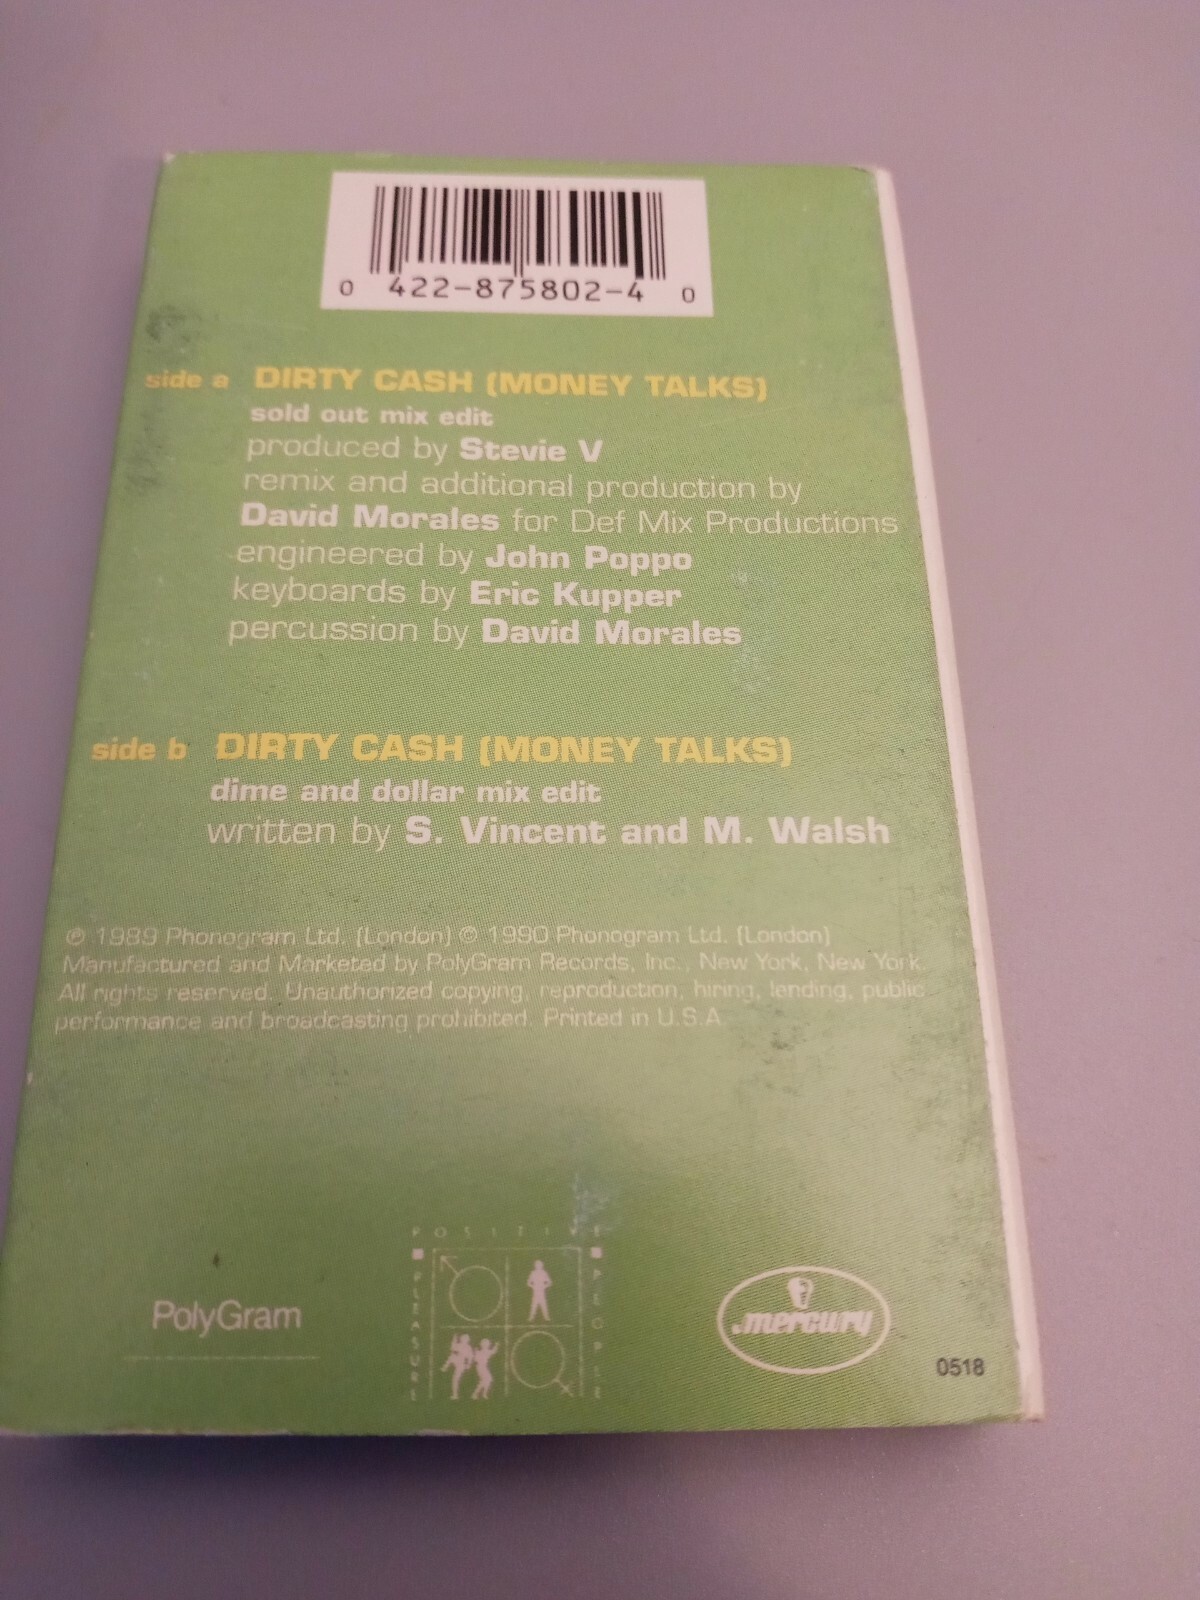 0 422-875802-4 0
side a DIRTY CASH (MONEY TALKS)
sold out mix edit
produced by Stevie V
remix and additional production by
David Morales for Def Mix Productions
engineered by John Poppo
keyboards by Eric Kupper
percussion by David Morales
side b DIRTY CASH (MONEY TALKS)
dime and dollar mix edit
written by S. Vincent and M. Walsh
℗ 1989 Phonogram Ltd. (London) © 1990 Phonogram Ltd. (London)
Manufactured and Marketed by PolyGram Records, Inc., New York, New York
All rights reserved. Unauthorized copying, reproduction, hiring, lending, public
performance and broadcasting prohibited. Printed in U.S.A.
POSITIVE
PLEASURE
PEOPLE
PolyGram
mercury
0518